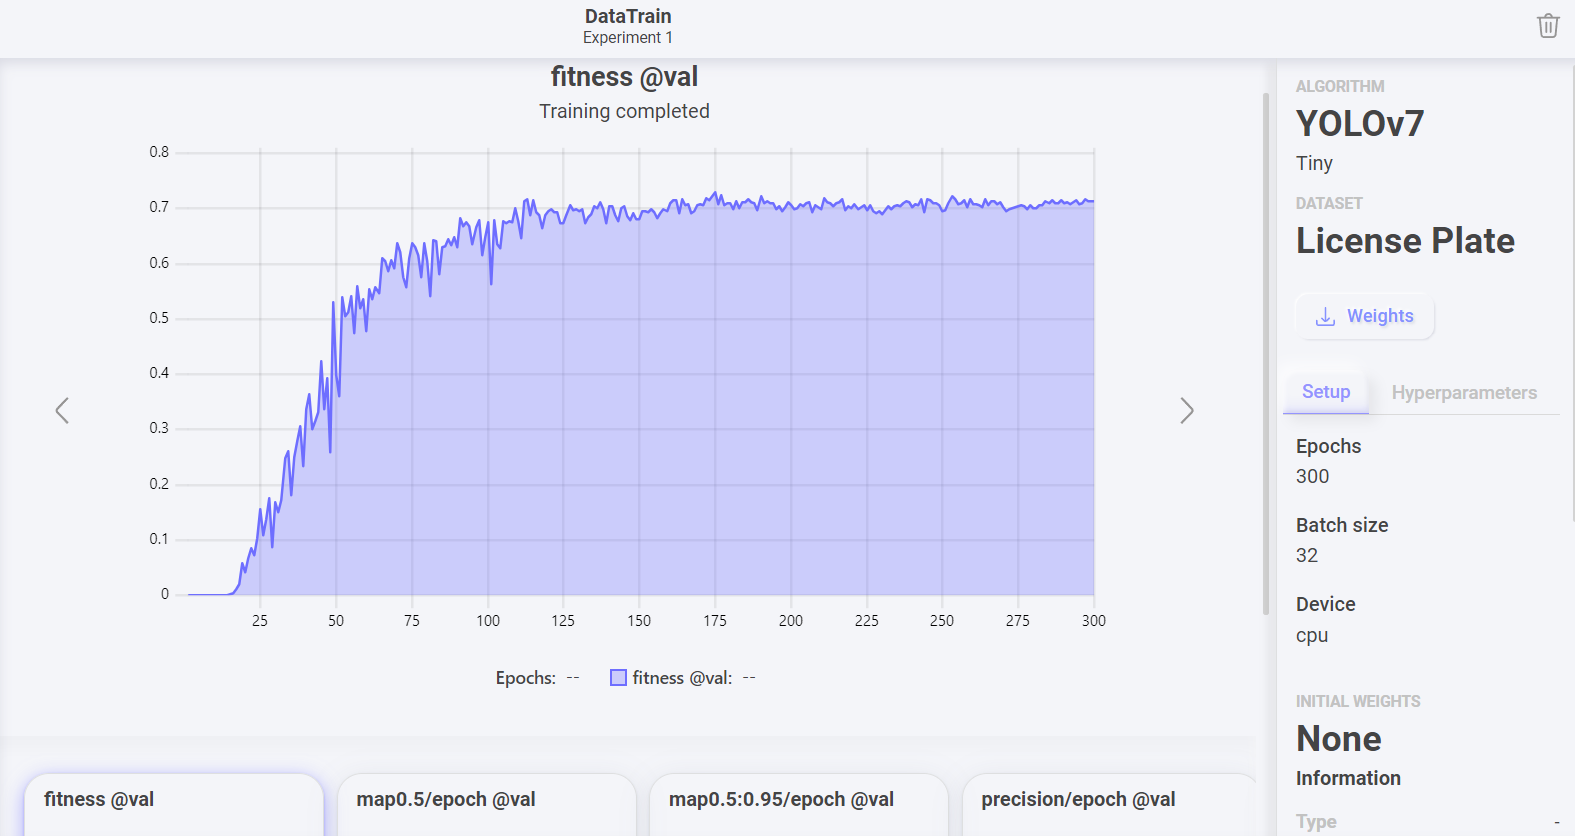 DataTrain
Experiment 1
fitness @val
Training completed
0.8
0.7
0.6
0.5
0.4
0.3
0.2
0.1
0
25 50 75 100 125 150 175 200 225 250 275 300
Epochs: -- fitness @val: --
fitness @val
map0.5/epoch @val
map0.5:0.95/epoch @val
precision/epoch @val
ALGORITHM
YOLOv7
Tiny
DATASET
License Plate
Weights
Setup Hyperparameters
Epochs
300
Batch size
32
Device
cpu
INITIAL WEIGHTS
None
Information
Type -